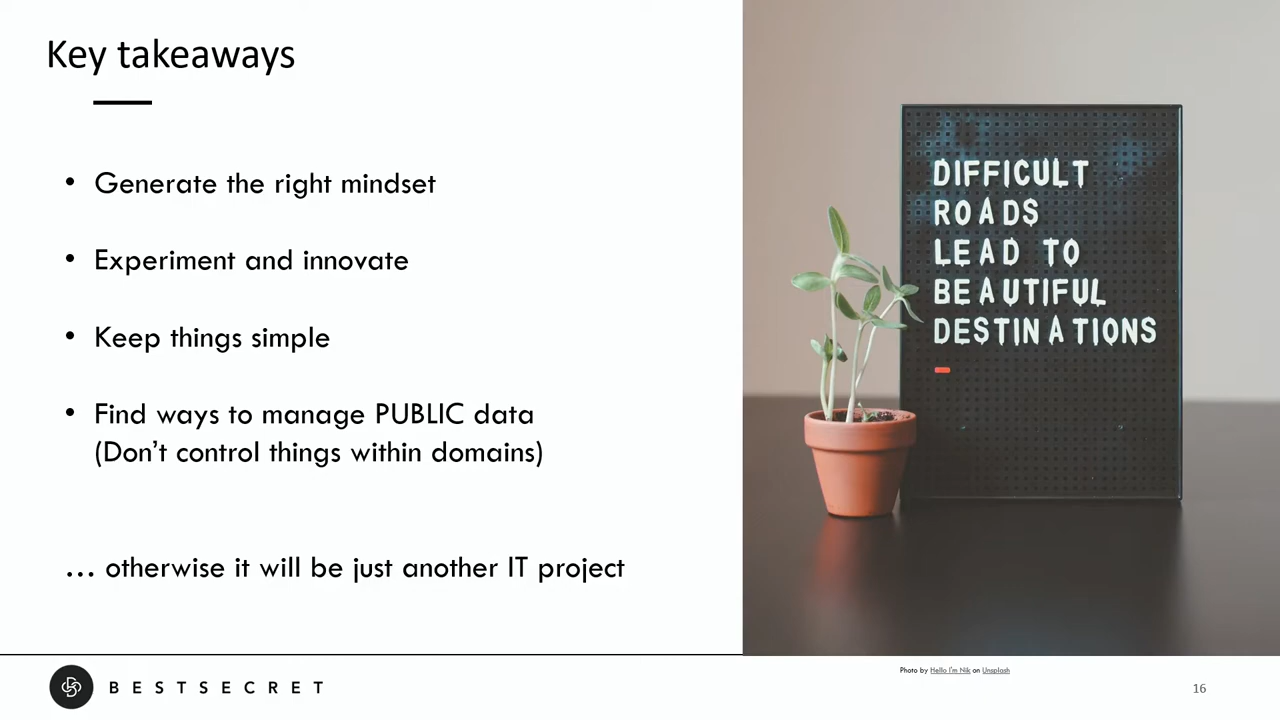 Key takeaways
• Generate the right mindset
• Experiment and innovate
• Keep things simple
• Find ways to manage PUBLIC data
(Don't control things within domains)
... otherwise it will be just another IT project
DIFFICULT
ROADS
LEAD TO
BEAUTIFUL
DESTINATIONS
Photo by Hello I'm Nik on Unsplash
BESTSECRET
16